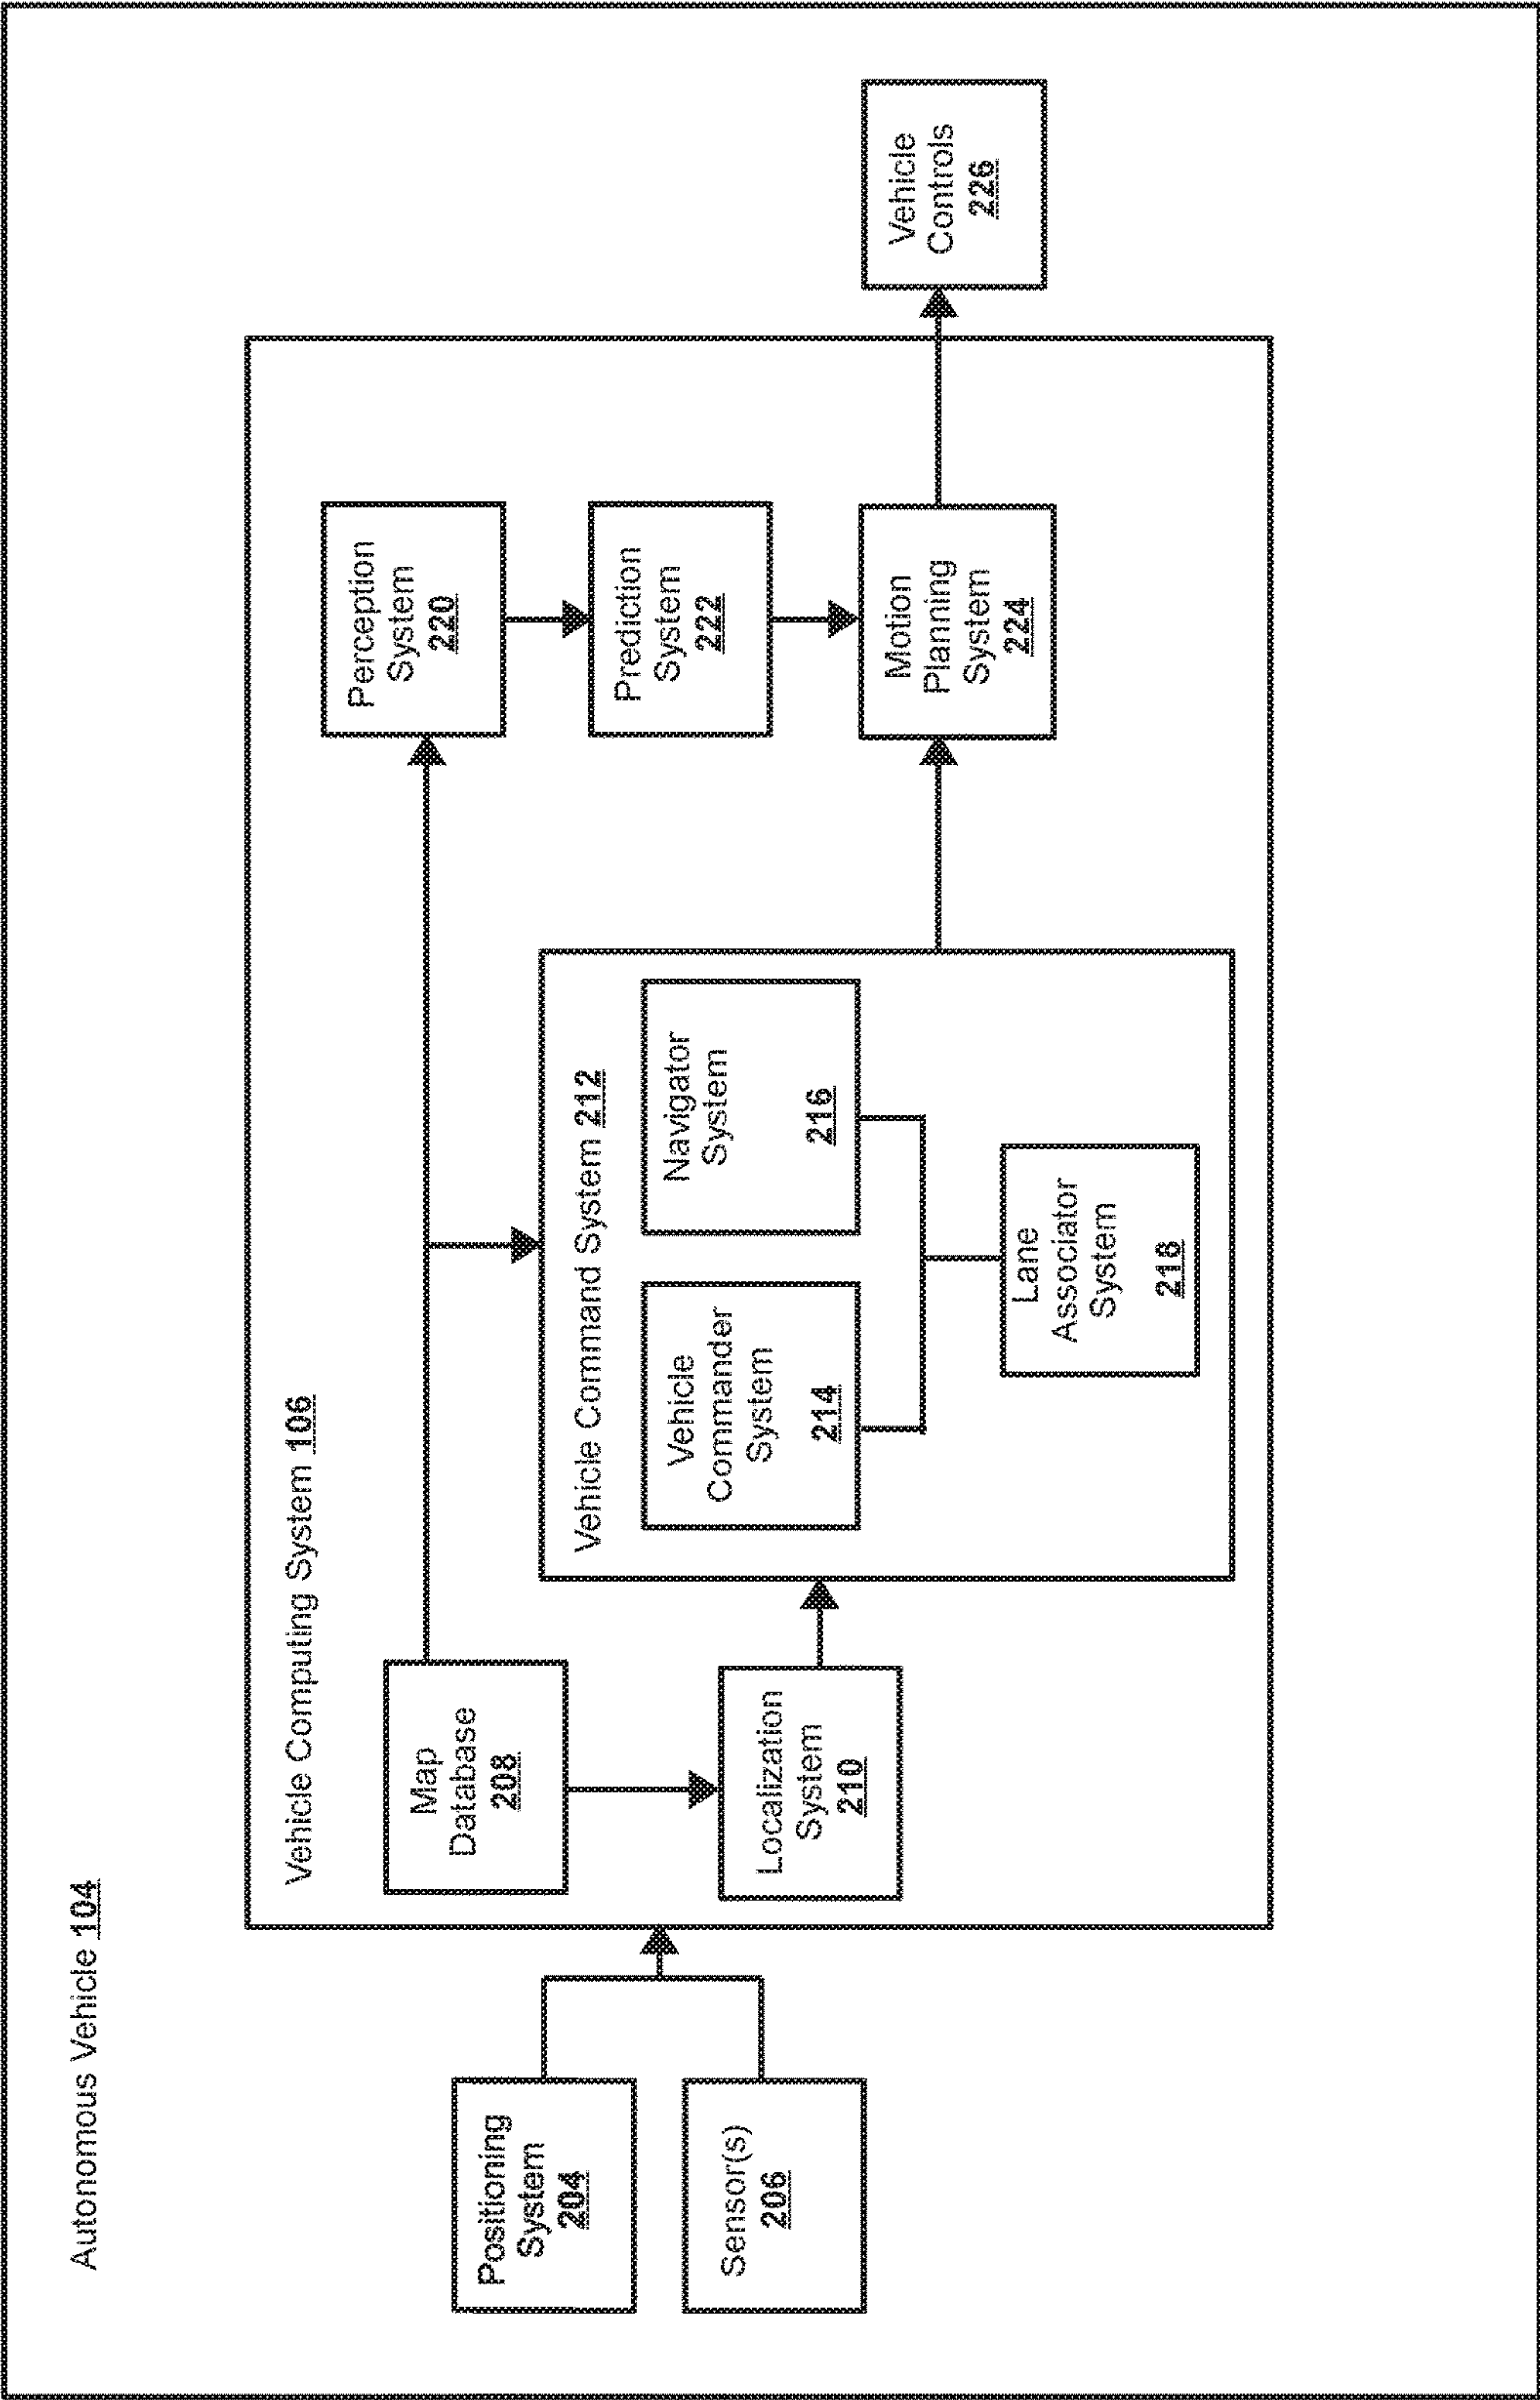 Autonomous Vehicle 104
Vehicle Computing System 106
Positioning
System
204
Sensor(s)
206
Map
Database
208
Localization
System
210
Vehicle Command System 212
Vehicle
Commander
System
214
Navigator
System
216
Lane
Associator
System
218
Perception
System
220
Prediction
System
222
Motion
Planning
System
224
Vehicle
Controls
226